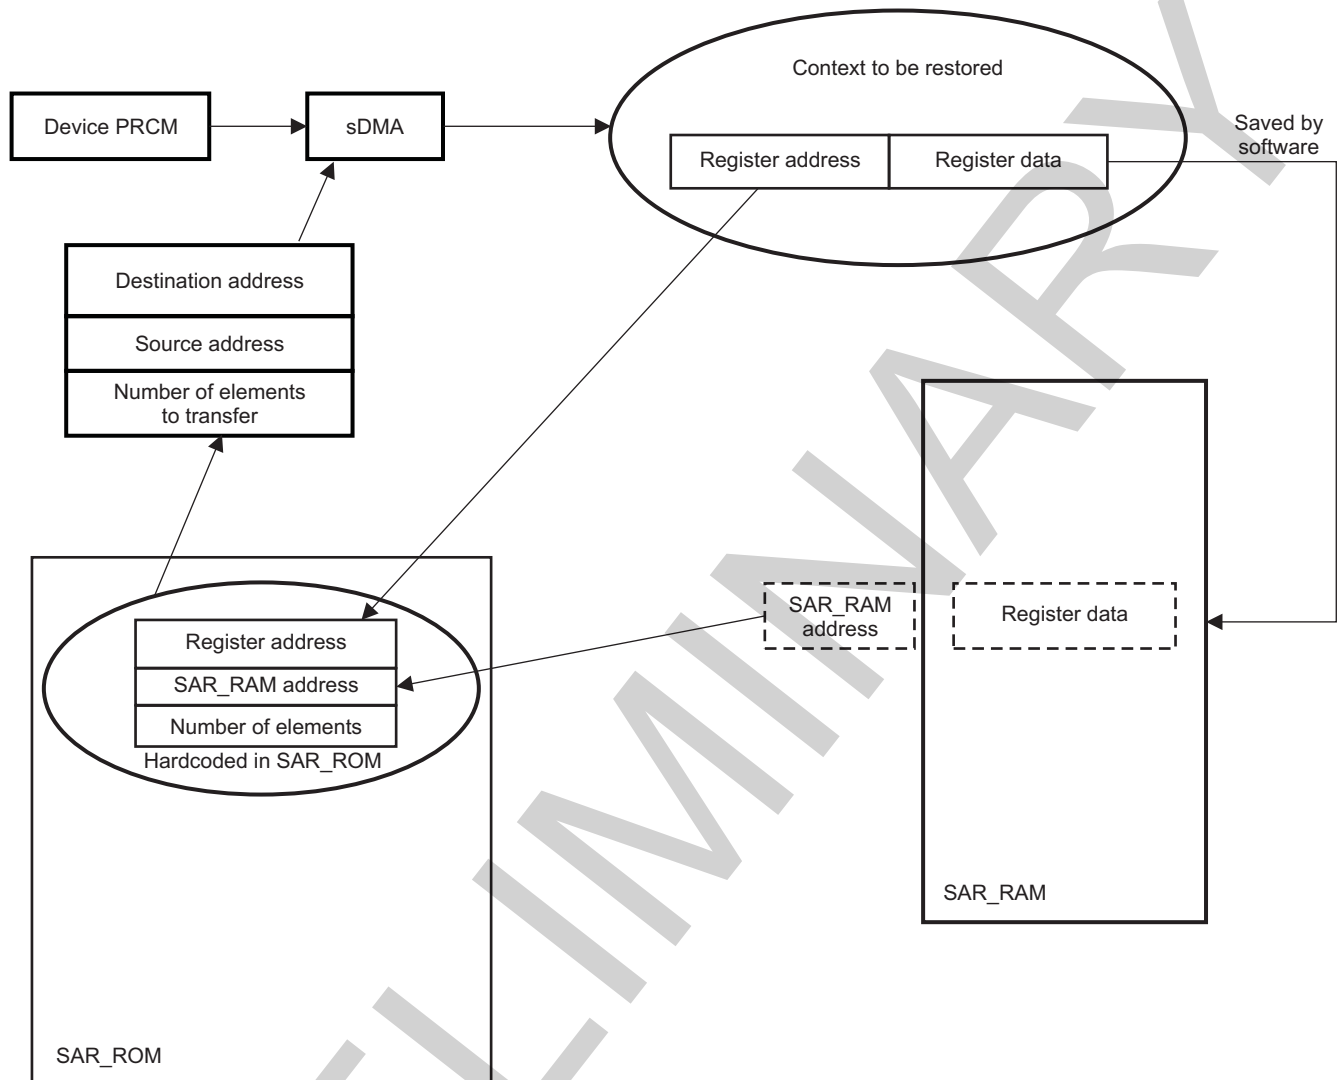 Context to be restored
Device PRCM
sDMA
Saved by
software
Register address
Register data
Destination address
Source address
Number of elements
to transfer
SAR_RAM
address
Register data
Register address
SAR_RAM address
Number of elements
Hardcoded in SAR_ROM
SAR_RAM
SAR_ROM
ELIMINARY